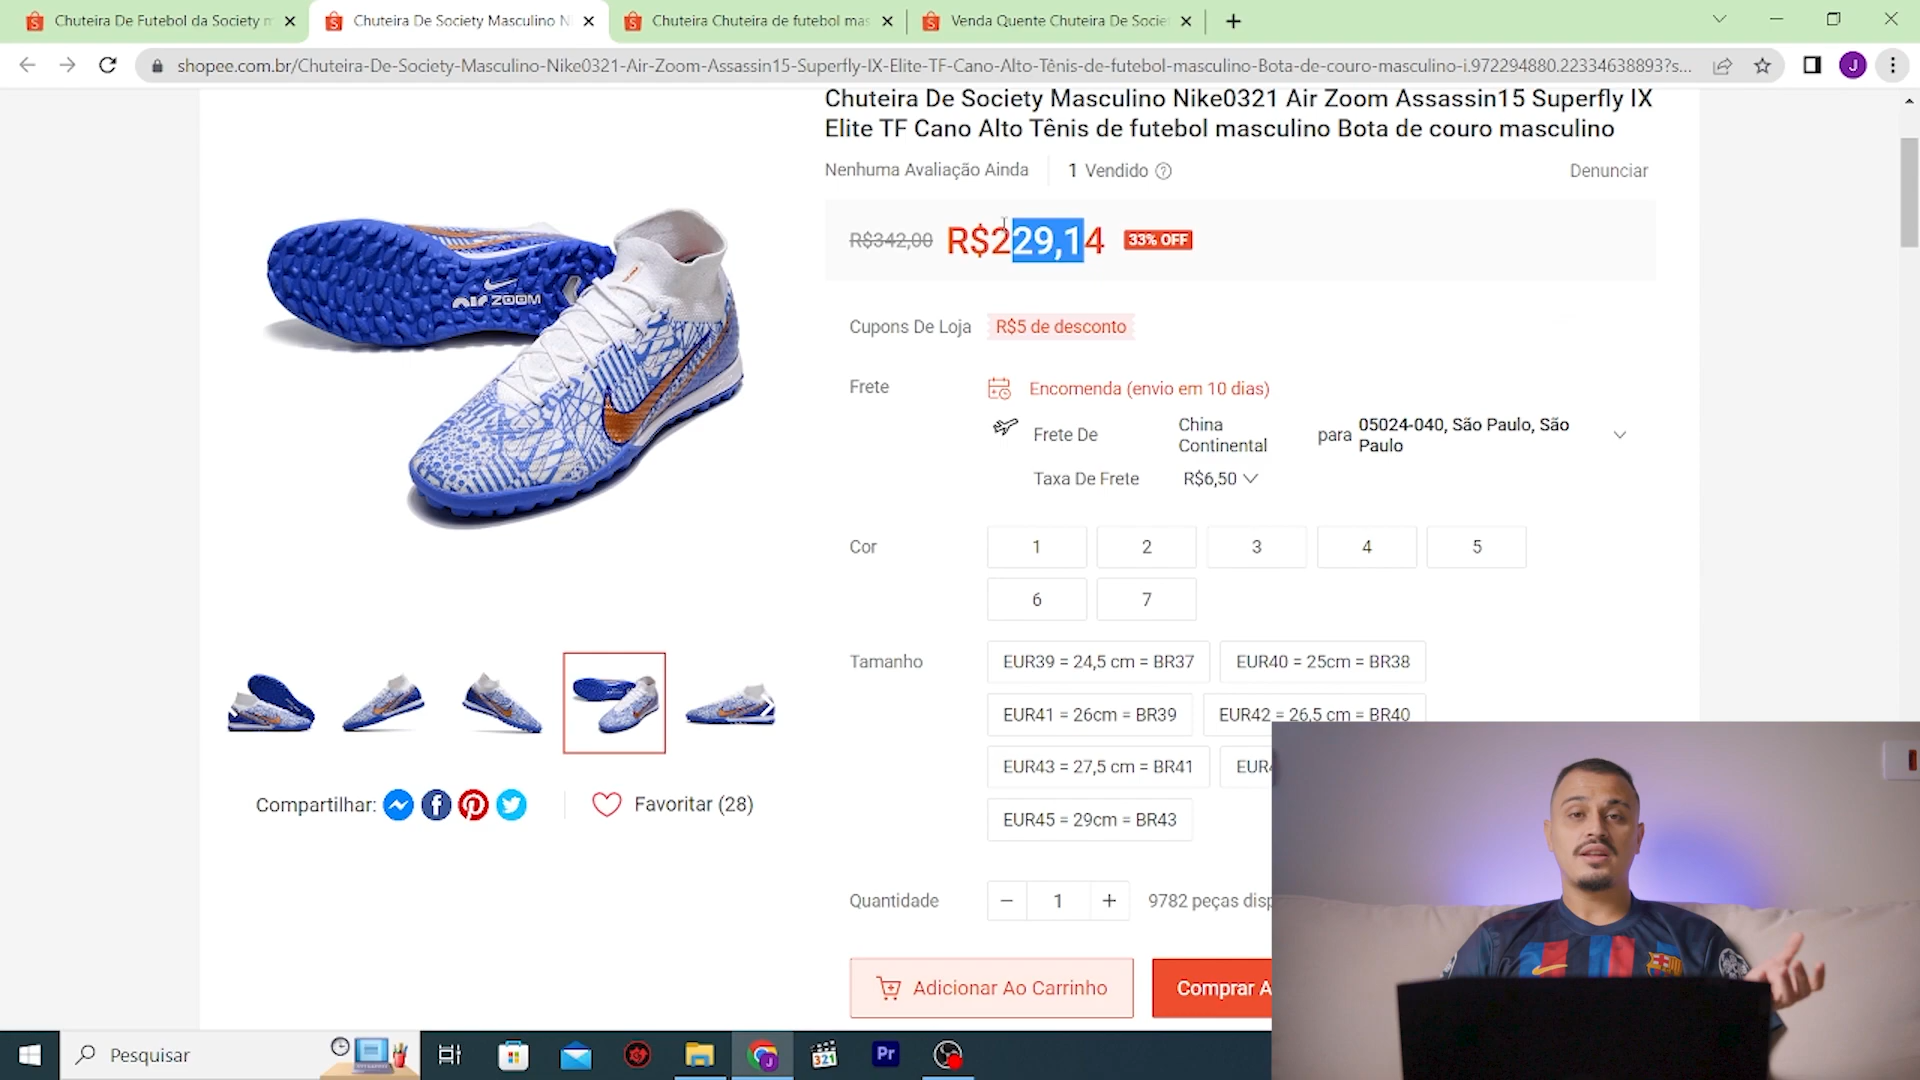 Chuteira De Futebol da Society m
Chuteira De Society Masculino N
Chuteira Chuteira de futebol mas
Venda Quente Chuteira De Socie
shopee.com.br/Chuteira-De-Society-Masculino-Nike0321-Air-Zoom-Assassin15-Superfly-IX-Elite-TF-Cano-Alto-Tênis-de-futebol-masculino-Bota-de-couro-masculino-i.972294880.22334638893?s...
J
Chuteira De Society Masculino Nike0321 Air Zoom Assassin15 Superfly IX
Elite TF Cano Alto Tênis de futebol masculino Bota de couro masculino
Nenhuma Avaliação Ainda
1 Vendido
Denunciar
R$342,00 R$229,14 33% OFF
Cupons De Loja R$5 de desconto
Frete Encomenda (envio em 10 dias)
Frete De China Continental para 05024-040, São Paulo, São Paulo
Taxa De Frete R$6,50
Cor 1 2 3 4 5
6 7
Tamanho EUR39 = 24,5 cm = BR37 EUR40 = 25cm = BR38
EUR41 = 26cm = BR39 EUR42 = 26,5 cm = BR40
EUR43 = 27,5 cm = BR41 EUR
EUR45 = 29cm = BR43
Quantidade 1 9782 peças disp
Adicionar Ao Carrinho Comprar A
air ZOOM
Compartilhar: Favoritar (28)
Pesquisar
321
Pr